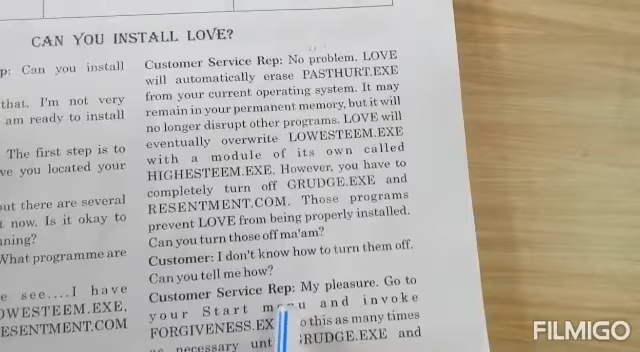 CAN YOU INSTALL LOVE?
p: Can you install
that. I'm not very
am ready to install
The first step is to
ve you located your
but there are several
t now. Is it okay to
nning?
What programme are
e see....I have
OWESTEEM.EXE,
ESENTMENT.COM
Customer Service Rep: No problem. LOVE
will automatically erase PASTHURT.EXE
from your current operating system. It may
remain in your permanent memory, but it will
no longer disrupt other programs. LOVE will
eventually overwrite LOWESTEEM.EXE
with a module of its own called
HIGHESTEEM.EXE. However, you have to
completely turn off GRUDGE.EXE and
RESENTMENT.COM. Those programs
prevent LOVE from being properly installed.
Can you turn those off ma'am?
Customer: I don't know how to turn them off.
Can you tell me how?
Customer Service Rep: My pleasure. Go to
your Start menu and invoke
FORGIVENESS.EX o this as many times
as necessary unt GRUDGE.EXE and
FILMIGO